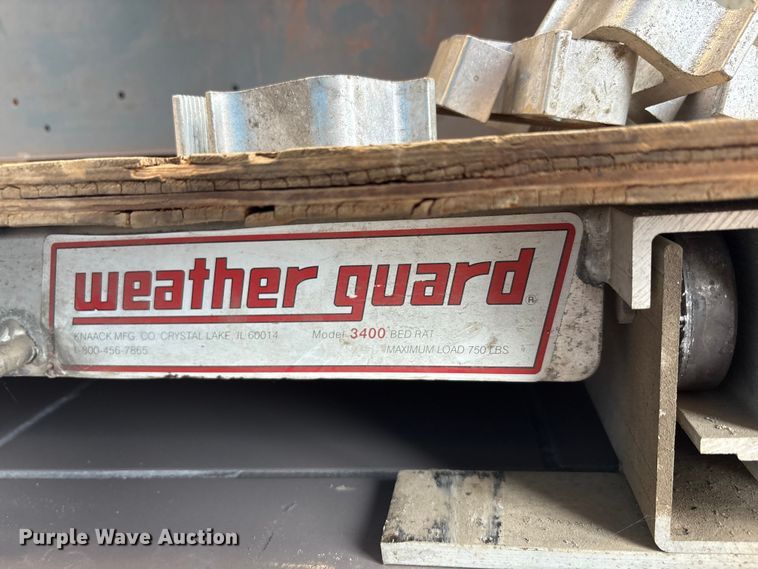 weather guard®
KNAACK MFG. CO. CRYSTAL LAKE, IL 60014 Model 3400 BED RAT
1-800-456-7865 MAXIMUM LOAD 750 LBS
Purple Wave Auction